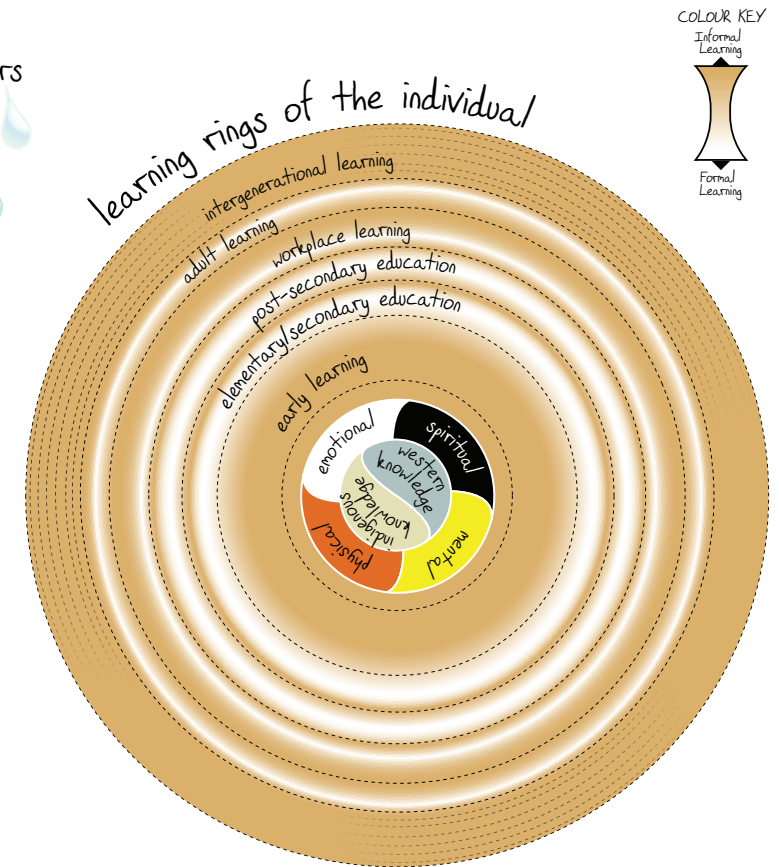 COLOUR KEY
Informal
Learning
Formal
Learning
rs
learning rings of the individual
intergenerational learning
adult learning
workplace learning
post-secondary education
elementary/secondary education
early learning
emotional
spiritual
western
knowledge
indigenous
knowledge
physical
mental